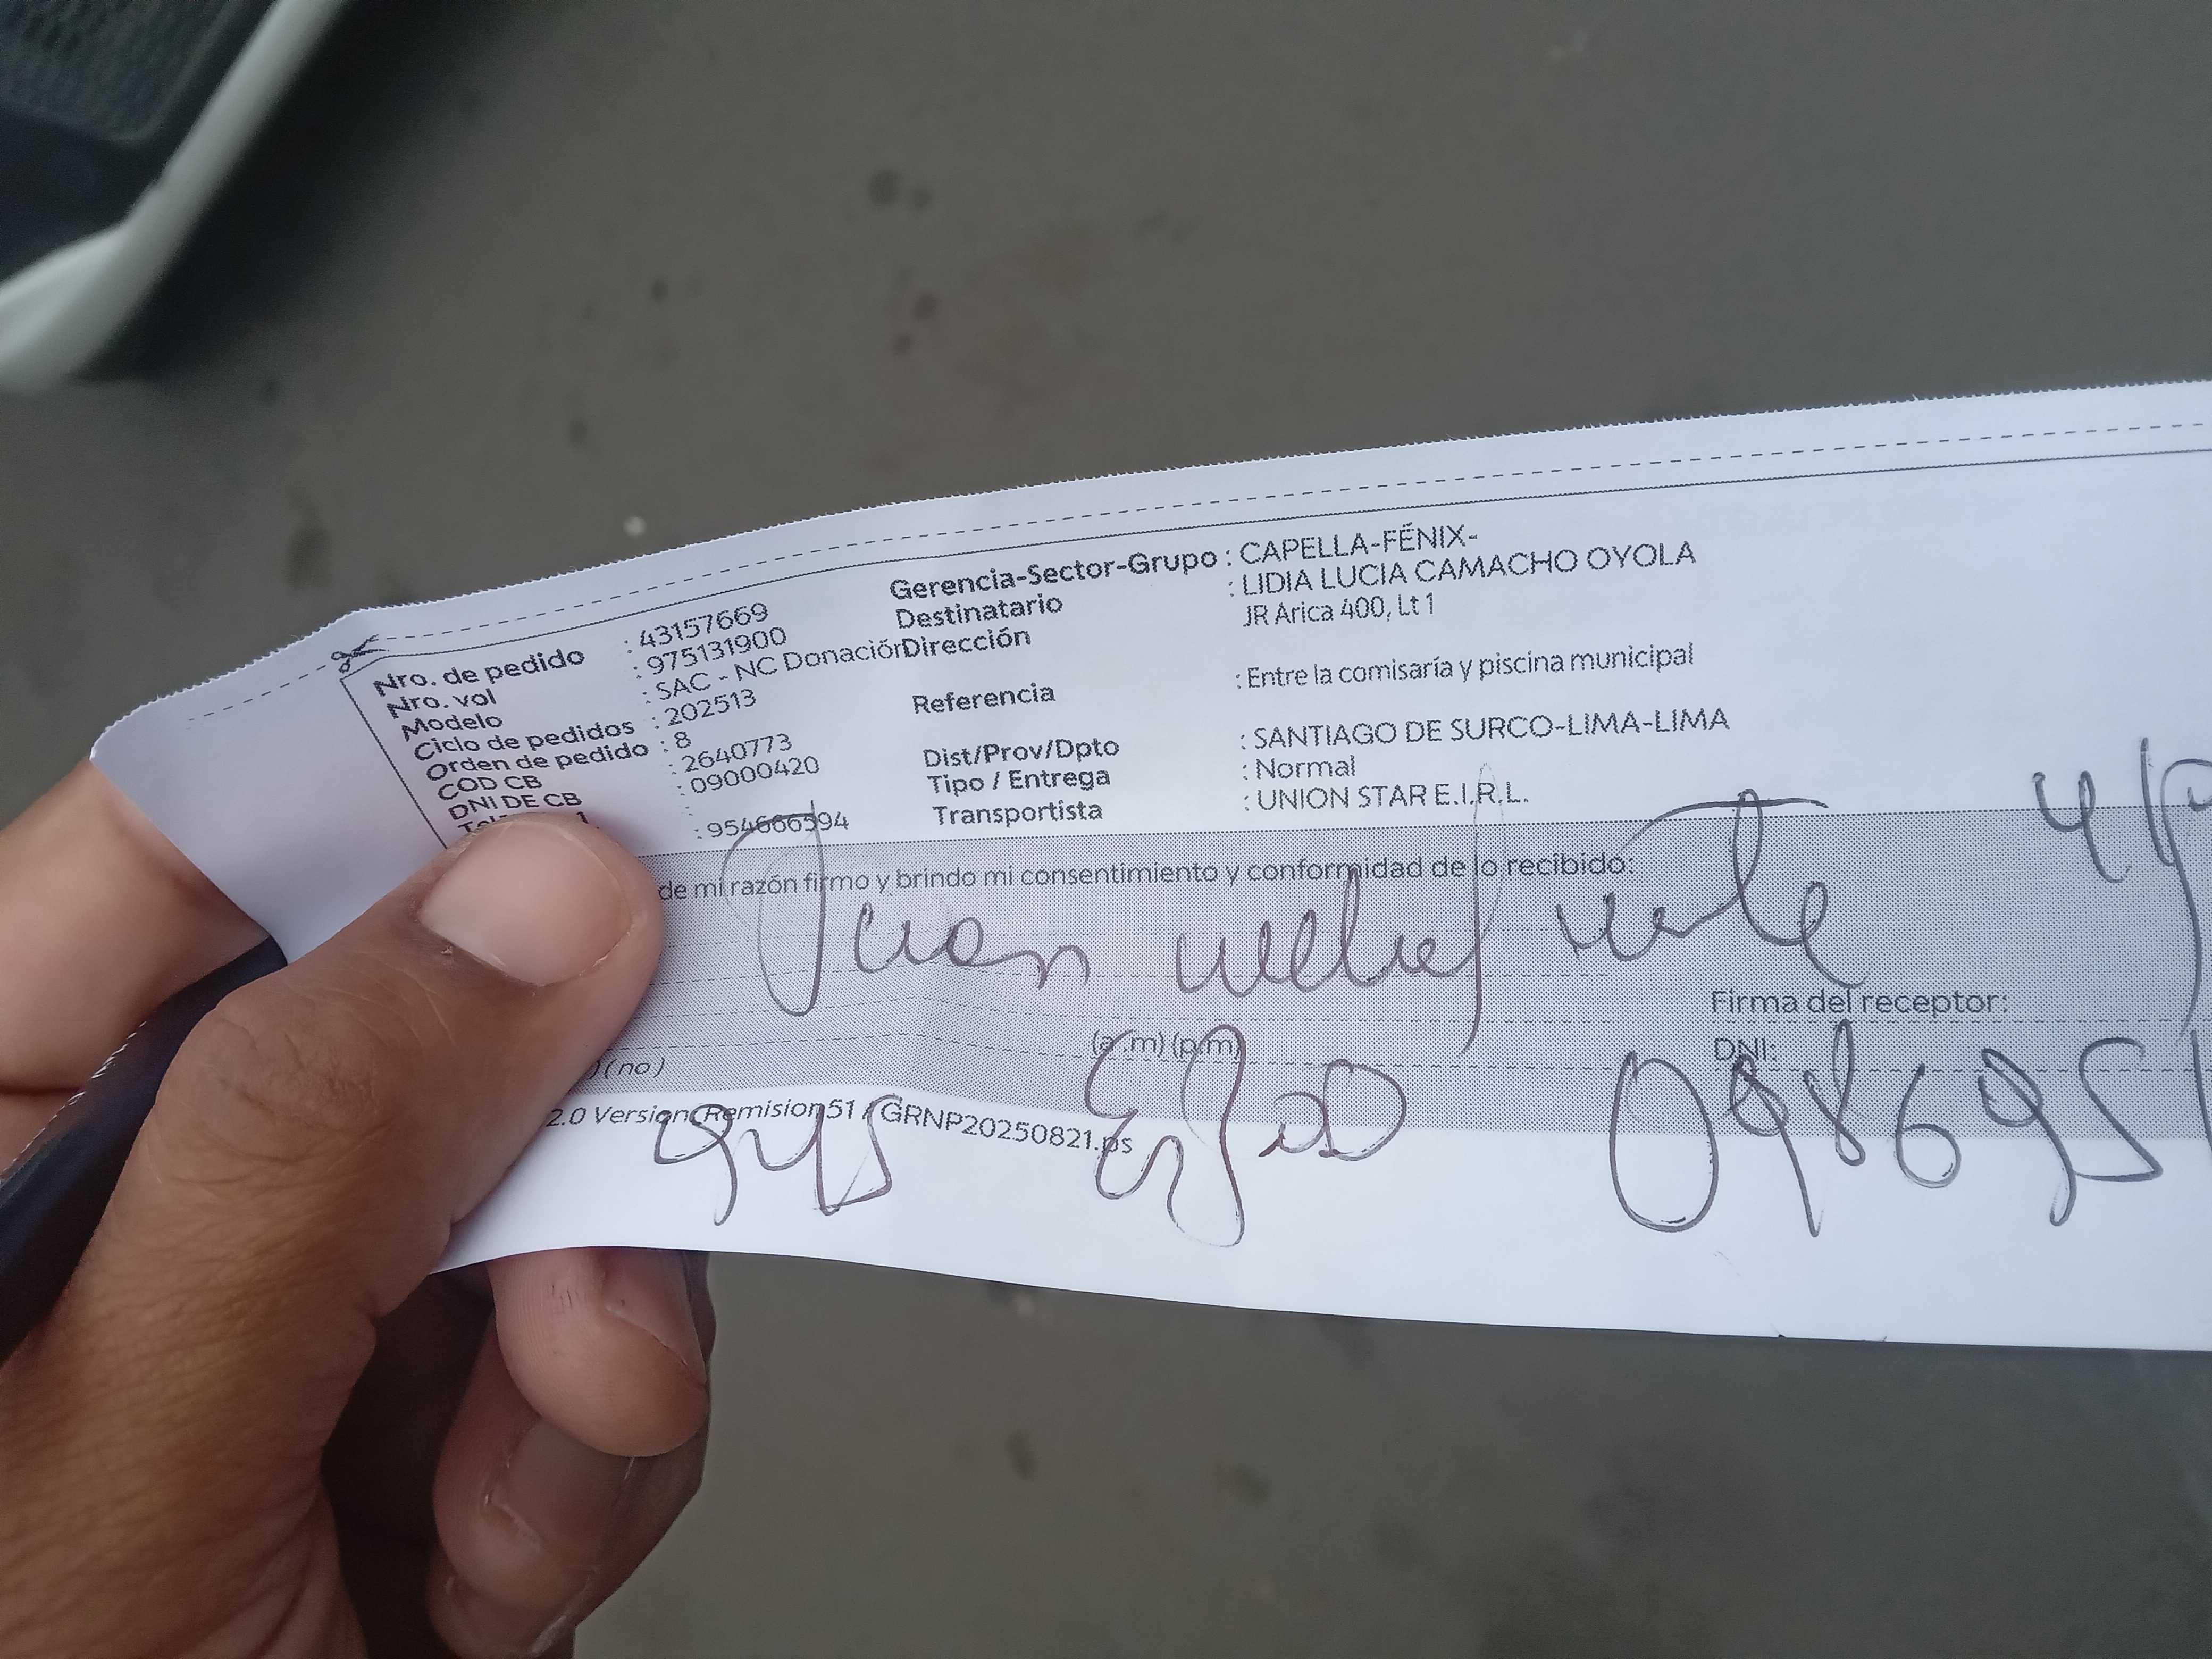 Nro. de pedido : 43157669
Nro. vol : 975131900
Modelo : SAC - NC Donación
Ciclo de pedidos : 202513
Orden de pedido : 8
COD CB : 2640773
DNI DE CB : 09000420
: 954666594
Gerencia-Sector-Grupo : CAPELLA-FÉNIX-
Destinatario : LIDIA LUCIA CAMACHO OYOLA
Dirección JR Arica 400, Lt 1
Referencia : Entre la comisaría y piscina municipal
Dist/Prov/Dpto : SANTIAGO DE SURCO-LIMA-LIMA
Tipo / Entrega : Normal
Transportista : UNION STAR E.I.R.L.
de mi razón firmo y brindo mi consentimiento y conformidad de lo recibido:
Juan
Firma del receptor:
(a .m) (p.m)
DNI:
) ( no )
2.0 Version Remision51 / GRNP20250821.ps
945 0986951